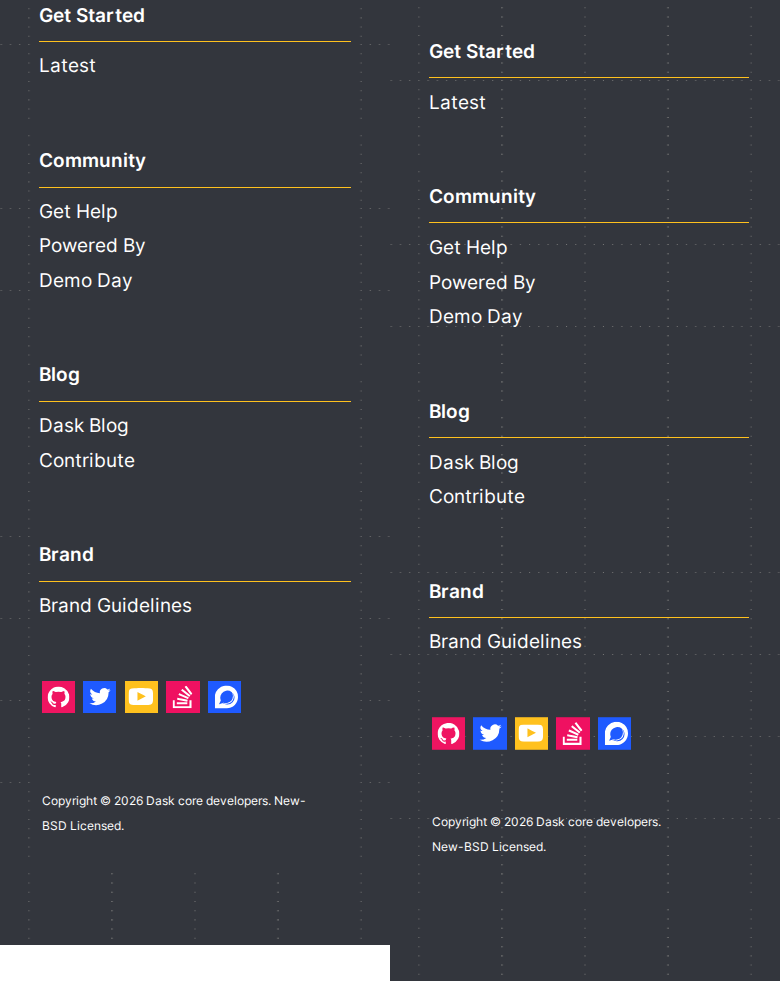 Get Started
Latest
Community
Get Help
Powered By
Demo Day
Blog
Dask Blog
Contribute
Brand
Brand Guidelines
Copyright © 2026 Dask core developers. New-
BSD Licensed.
Get Started
Latest
Community
Get Help
Powered By
Demo Day
Blog
Dask Blog
Contribute
Brand
Brand Guidelines
Copyright © 2026 Dask core developers.
New-BSD Licensed.